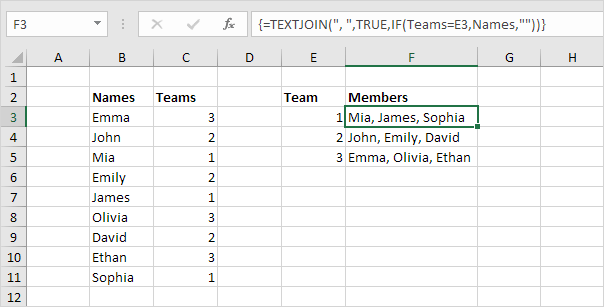 F3 fx {=TEXTJOIN(", ",TRUE,IF(Teams=E3,Names,""))}
A B C D E F G H
1
2 Names Teams Team Members
3 Emma 3 1 Mia, James, Sophia
4 John 2 2 John, Emily, David
5 Mia 1 3 Emma, Olivia, Ethan
6 Emily 2
7 James 1
8 Olivia 3
9 David 2
10 Ethan 3
11 Sophia 1
12